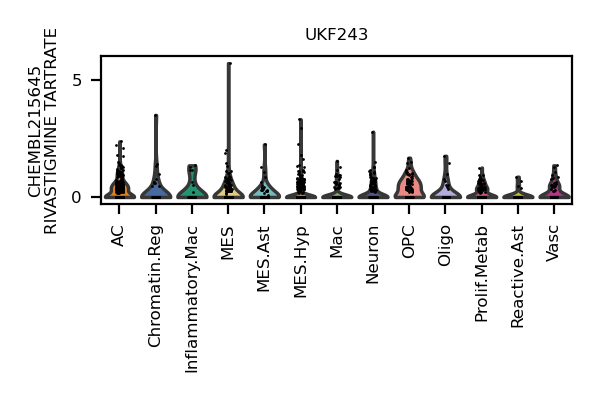 UKF243
CHEMBL215645
RIVASTIGMINE TARTRATE
5
0
AC
Chromatin.Reg
Inflammatory.Mac
MES
MES.Ast
MES.Hyp
Mac
Neuron
OPC
Oligo
Prolif.Metab
Reactive.Ast
Vasc